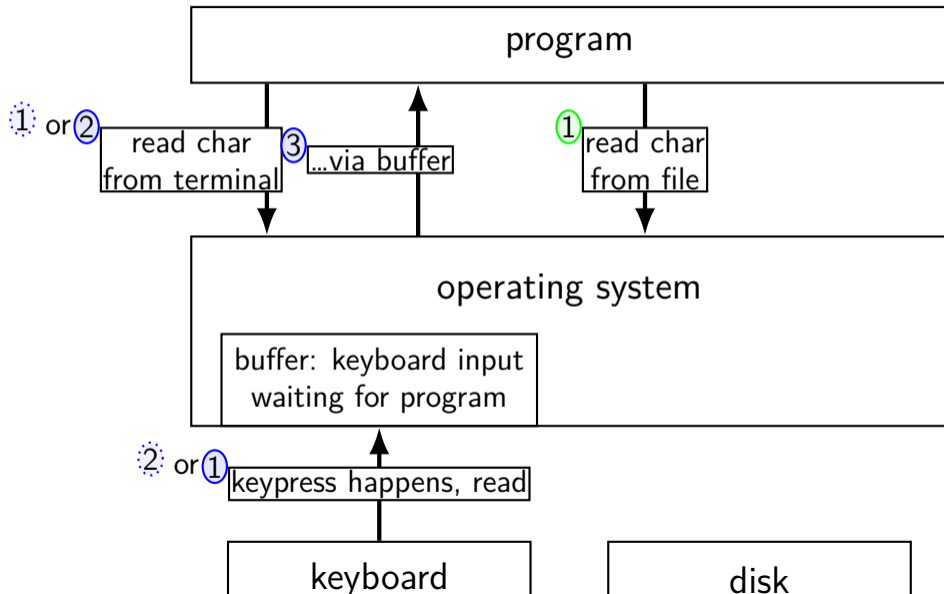 program
1 or 2
read char
from terminal
3
...via buffer
1
read char
from file
operating system
buffer: keyboard input
waiting for program
2 or 1
keypress happens, read
keyboard
disk